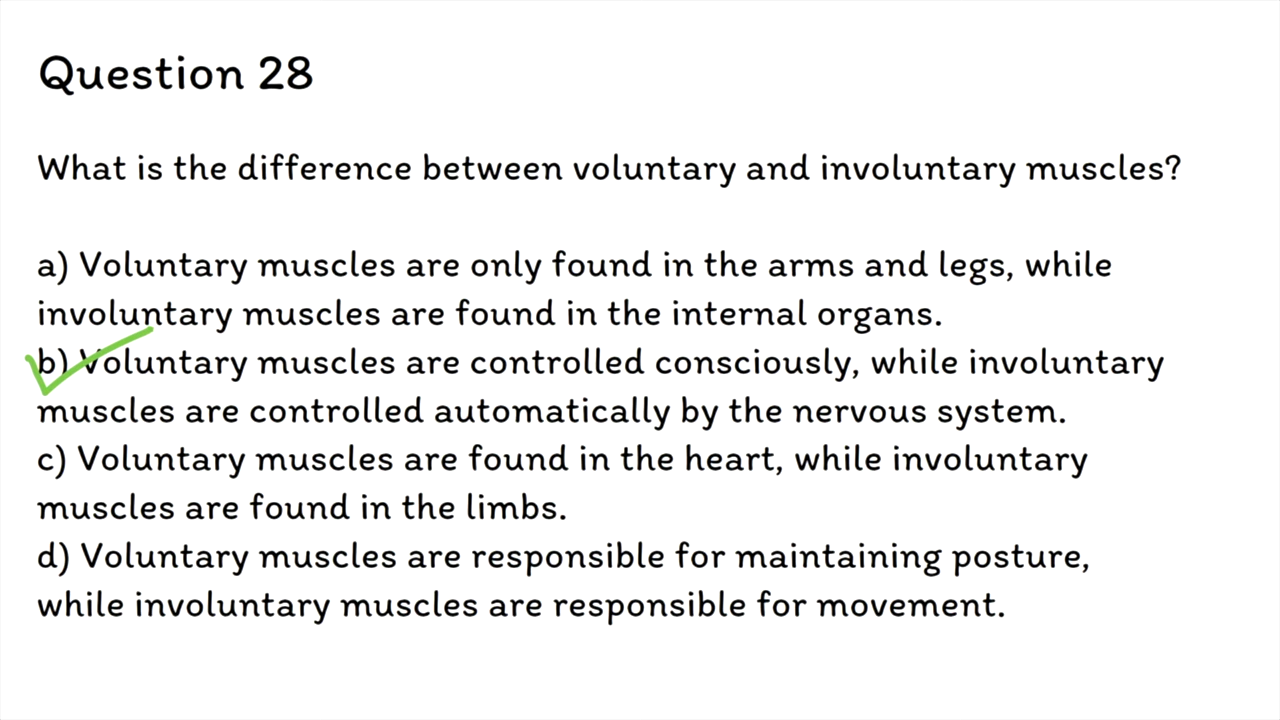 Question 28
What is the difference between voluntary and involuntary muscles?
a) Voluntary muscles are only found in the arms and legs, while
involuntary muscles are found in the internal organs.
b) Voluntary muscles are controlled consciously, while involuntary
muscles are controlled automatically by the nervous system.
c) Voluntary muscles are found in the heart, while involuntary
muscles are found in the limbs.
d) Voluntary muscles are responsible for maintaining posture,
while involuntary muscles are responsible for movement.